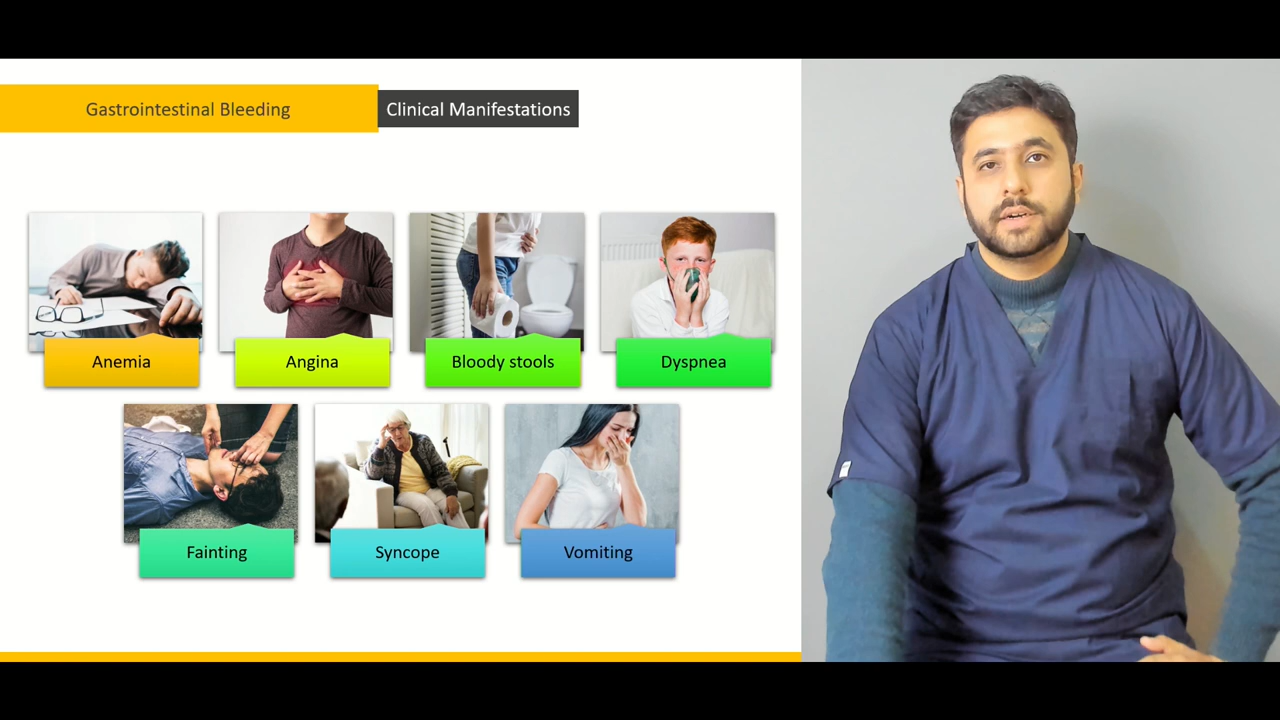 Gastrointestinal Bleeding
Clinical Manifestations
Anemia
Angina
Bloody stools
Dyspnea
Fainting
Syncope
Vomiting